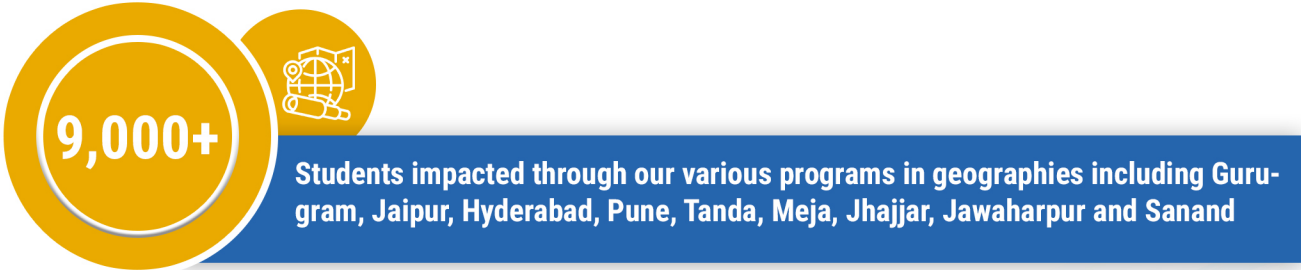 9,000+
Students impacted through our various programs in geographies including Guru-
gram, Jaipur, Hyderabad, Pune, Tanda, Meja, Jhajjar, Jawaharpur and Sanand